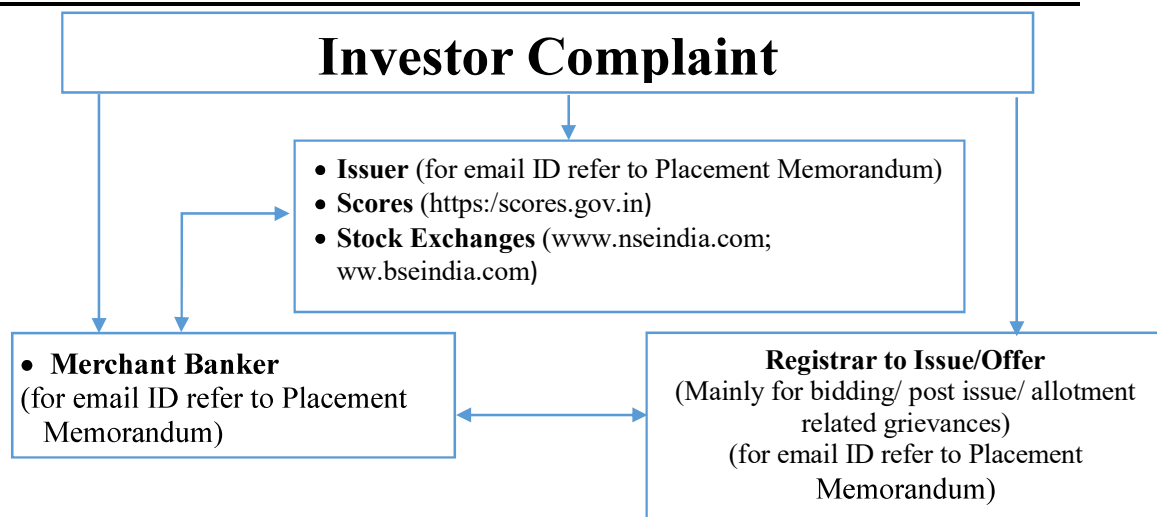 Investor Complaint
• Issuer (for email ID refer to Placement Memorandum)
• Scores (https:/scores.gov.in)
• Stock Exchanges (www.nseindia.com;
ww.bseindia.com)
• Merchant Banker
(for email ID refer to Placement
Memorandum)
Registrar to Issue/Offer
(Mainly for bidding/ post issue/ allotment
related grievances)
(for email ID refer to Placement
Memorandum)